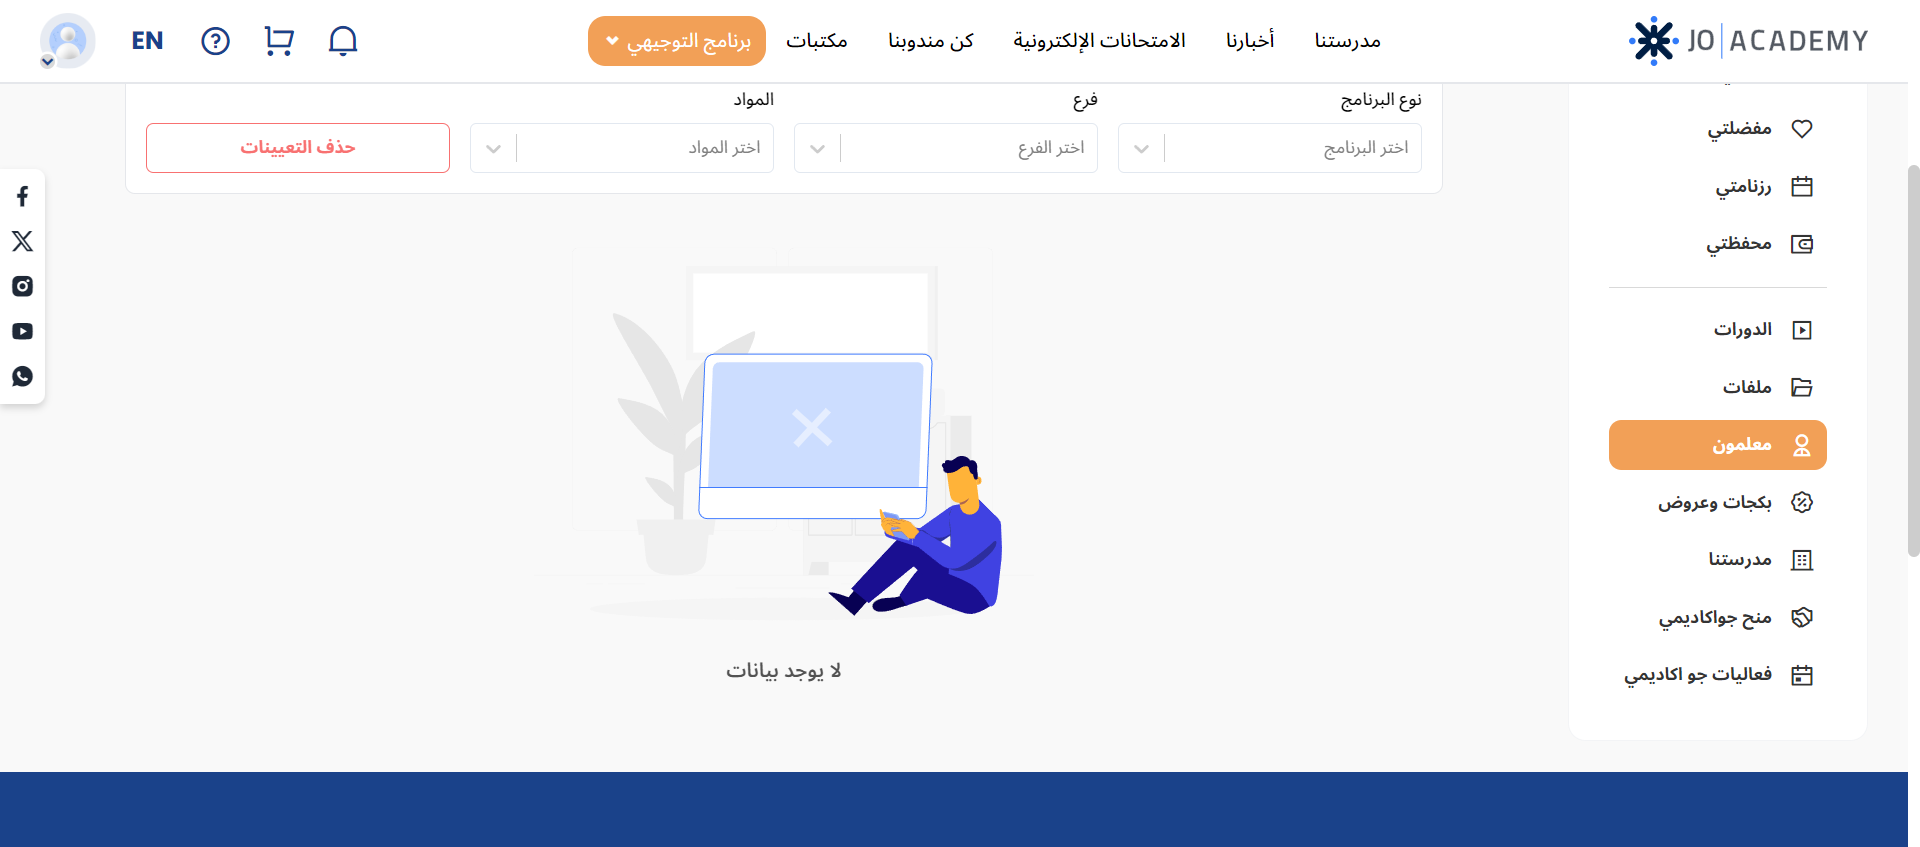 JO ACADEMY
مدرستنا
أخبارنا
الامتحانات الإلكترونية
كن مندوبنا
مكتبات
برنامج التوجيهي
EN
نوع البرنامج
فرع
المواد
اختر البرنامج
اختر الفرع
اختر المواد
حذف التعيينات
لا يوجد بيانات
مفضلتي
رزنامتي
محفظتي
الدورات
ملفات
معلمون
بكجات وعروض
مدرستنا
منح جواكاديمي
فعاليات جو اكاديمي